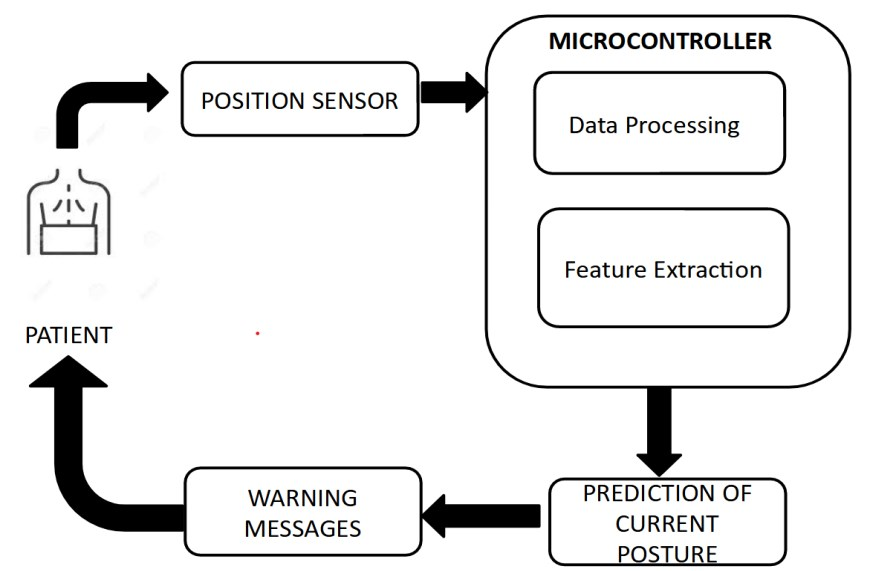 MICROCONTROLLER
POSITION SENSOR
Data Processing
Feature Extraction
PATIENT
WARNING
MESSAGES
PREDICTION OF
CURRENT
POSTURE